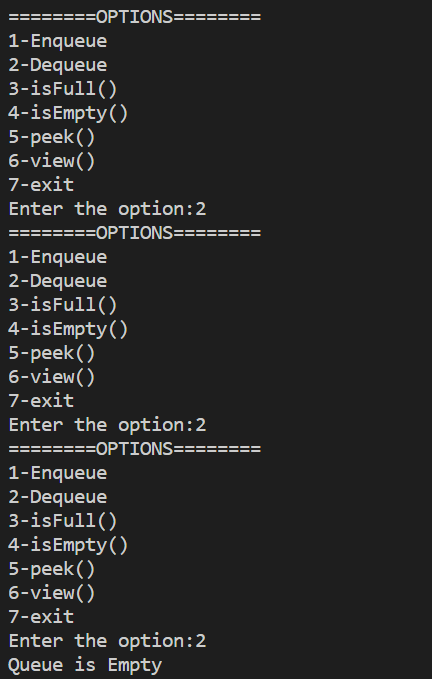 ========OPTIONS========
1-Enqueue
2-Dequeue
3-isFull()
4-isEmpty()
5-peek()
6-view()
7-exit
Enter the option:2
========OPTIONS========
1-Enqueue
2-Dequeue
3-isFull()
4-isEmpty()
5-peek()
6-view()
7-exit
Enter the option:2
========OPTIONS========
1-Enqueue
2-Dequeue
3-isFull()
4-isEmpty()
5-peek()
6-view()
7-exit
Enter the option:2
Queue is Empty